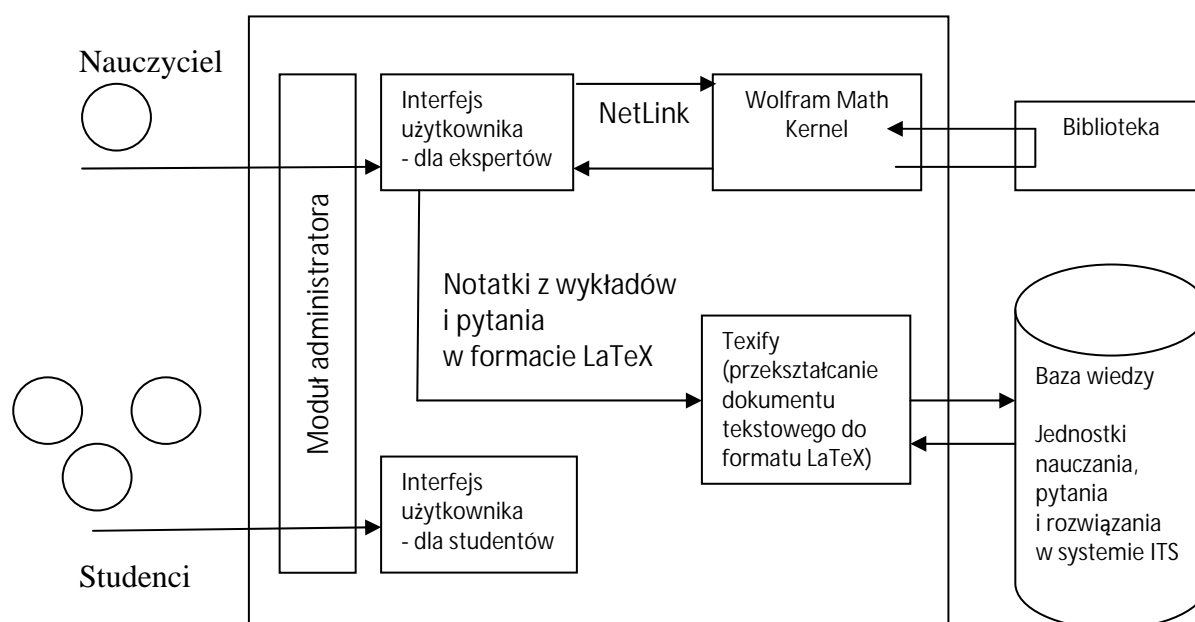 Nauczyciel
Interfejs
użytkownika
- dla ekspertów
NetLink
Wolfram Math
Kernel
Biblioteka
Moduł administratora
Notatki z wykładów
i pytania
w formacie LaTeX
Texify
(przekształcanie
dokumentu
tekstowego do
formatu LaTeX)
Baza wiedzy
Jednostki
nauczania,
pytania
i rozwiązania
w systemie ITS
Interfejs
użytkownika
- dla studentów
Studenci